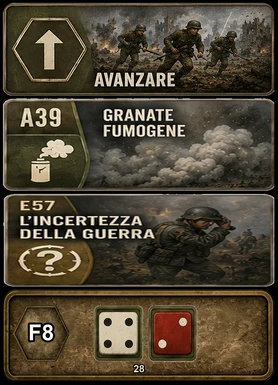 AVANZARE
A39
GRANATE
FUMOGENE
E57
L'INCERTEZZA
DELLA GUERRA
?
F8
28